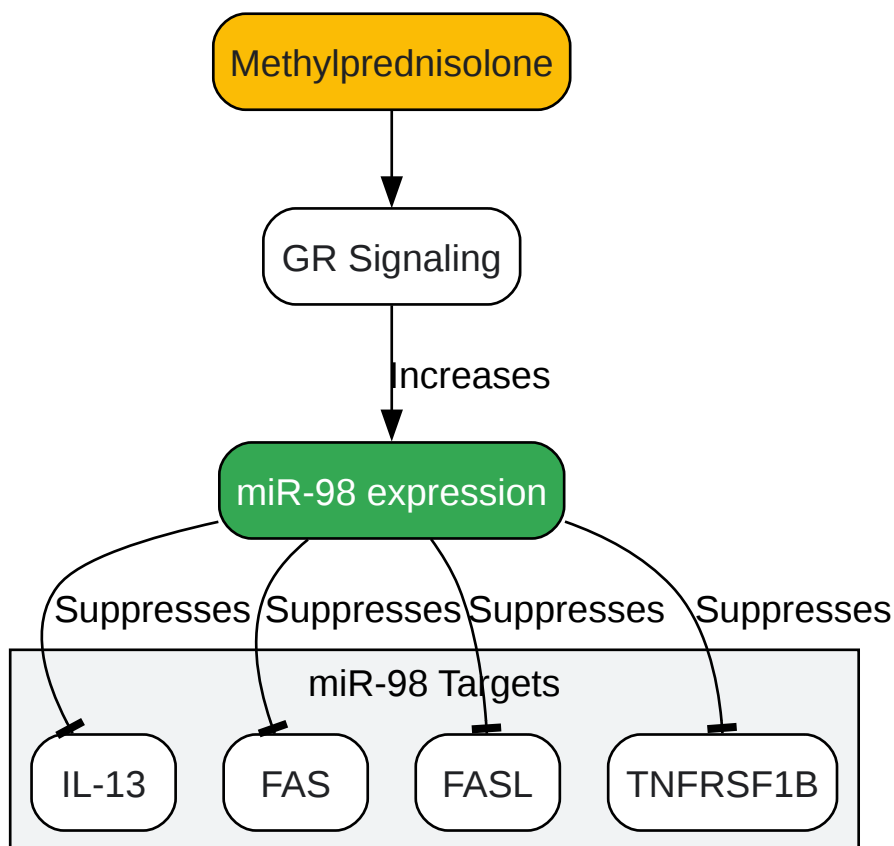 Methylprednisolone
GR Signaling
Increases
miR-98 expression
Suppresses Suppresses Suppresses Suppresses
miR-98 Targets
IL-13 FAS FASL TNFRSF1B